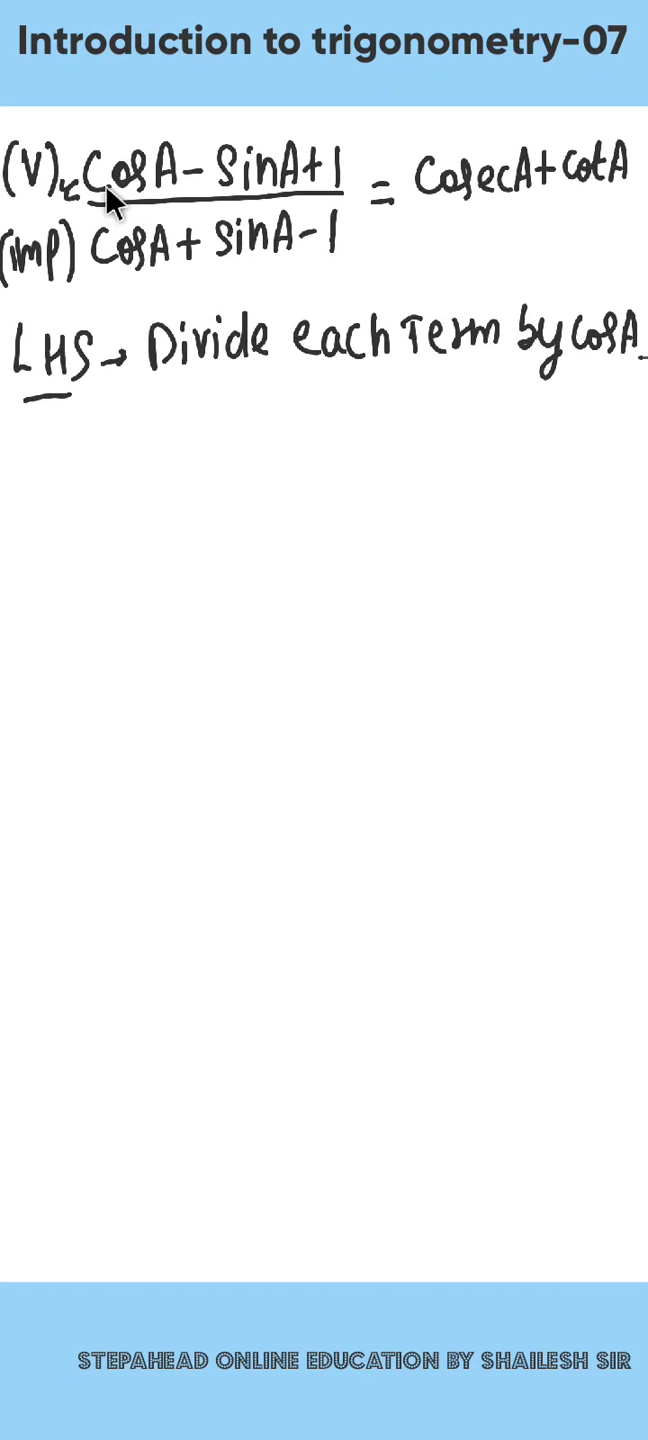 Introduction to trigonometry-07
(V) CosA - SinA + 1 = CosecA + CotA
(imp) CosA + SinA - 1
LHS → Divide each Term by CosA
STEPAHEAD ONLINE EDUCATION BY SHAILESH SIR